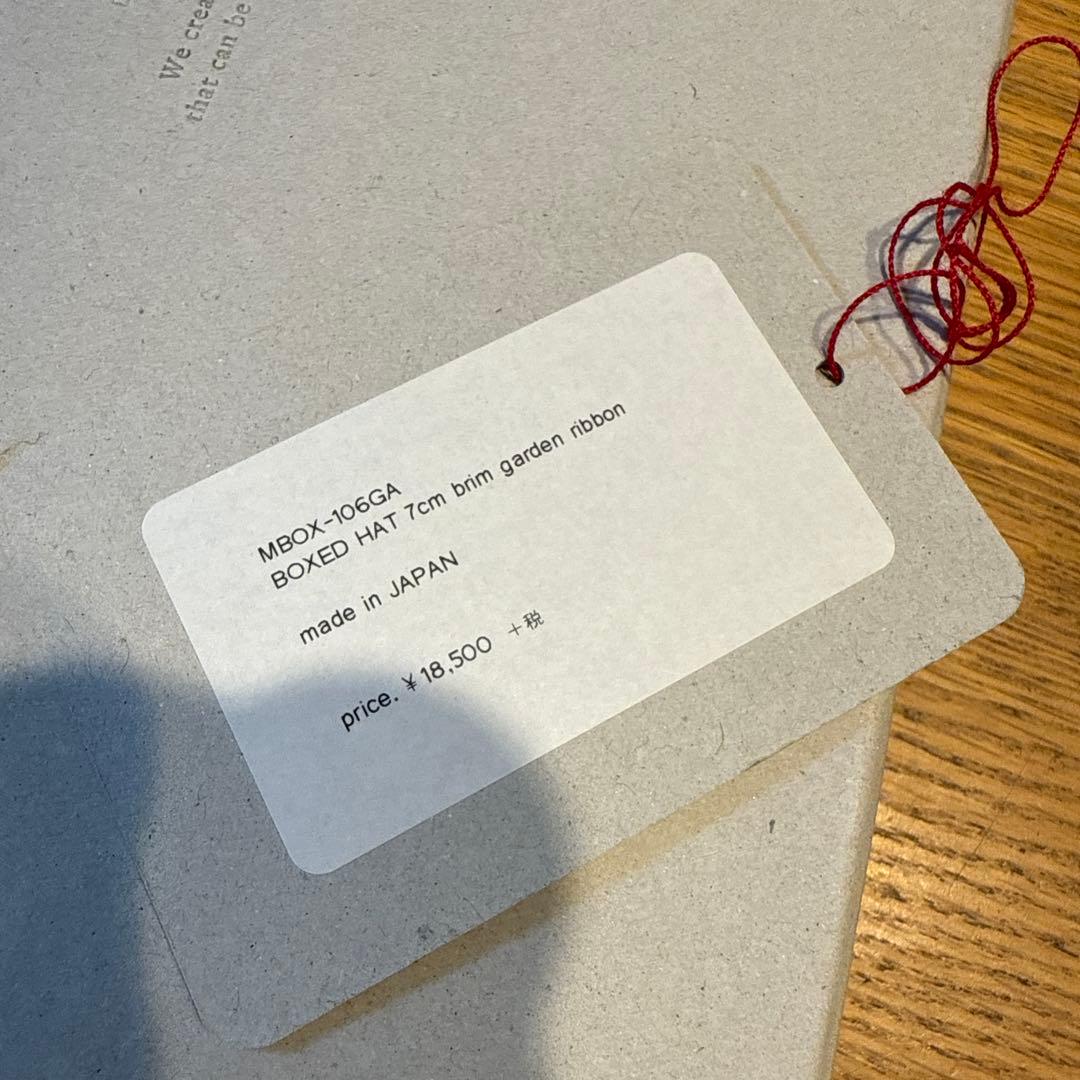 We crea
that can be
MBOX-106GA
BOXED HAT 7cm brim garden ribbon
made in JAPAN
price. ¥18,500 +税